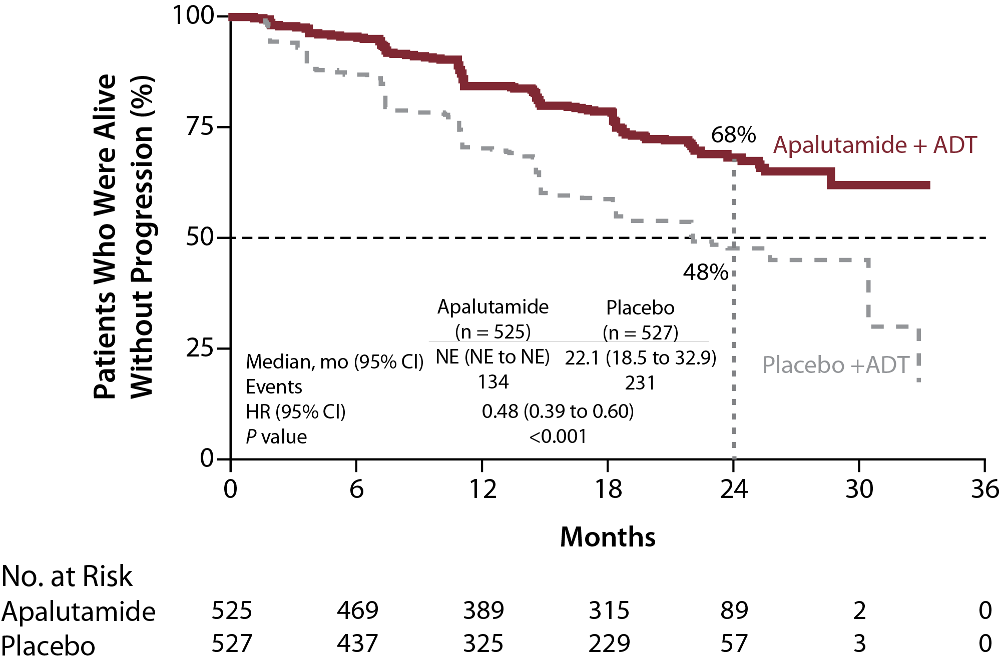 Patients Who Were Alive
Without Progression (%)
100
75
50
25
0
68%
Apalutamide + ADT
48%
Placebo +ADT
Apalutamide Placebo
(n = 525) (n = 527)
Median, mo (95% CI) NE (NE to NE) 22.1 (18.5 to 32.9)
Events 134 231
HR (95% CI) 0.48 (0.39 to 0.60)
P value <0.001
0 6 12 18 24 30 36
Months
No. at Risk
Apalutamide 525 469 389 315 89 2 0
Placebo 527 437 325 229 57 3 0